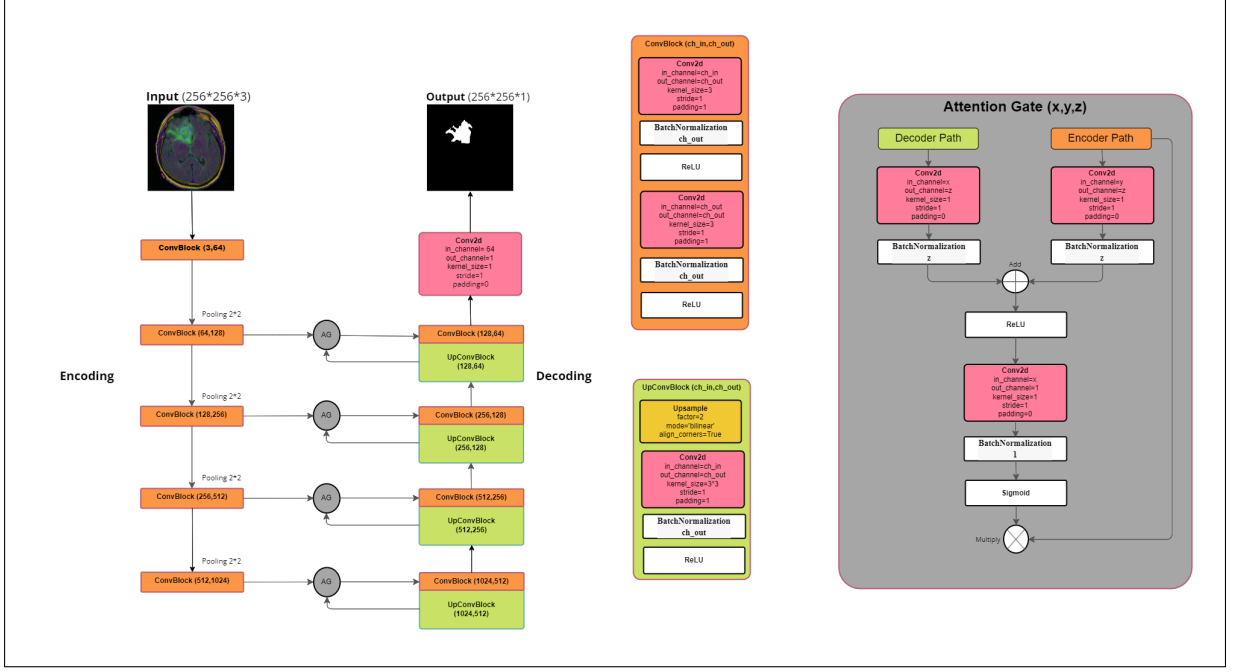 Input (256*256*3)
Output (256*256*1)
ConvBlock (3,64)
Pooling 2*2
ConvBlock (64,128)
Pooling 2*2
ConvBlock (128,256)
Pooling 2*2
ConvBlock (256,512)
Pooling 2*2
ConvBlock (512,1024)
Encoding
AG
AG
AG
AG
Conv2d
in_channel= 64
out_channel=1
kernel_size=1
stride=1
padding=0
ConvBlock (128,64)
UpConvBlock
(128,64)
ConvBlock (256,128)
UpConvBlock
(256,128)
ConvBlock (512,256)
UpConvBlock
(512,256)
ConvBlock (1024,512)
UpConvBlock
(1024,512)
Decoding
ConvBlock (ch_in,ch_out)
Conv2d
in_channel=ch_in
out_channel=ch_out
kernel_size=3
stride=1
padding=1
BatchNormalization
ch_out
ReLU
Conv2d
in_channel=ch_out
out_channel=ch_out
kernel_size=3
stride=1
padding=1
BatchNormalization
ch_out
ReLU
UpConvBlock (ch_in,ch_out)
Upsample
factor=2
mode='bilinear'
align_corners=True
Conv2d
in_channel=ch_in
out_channel=ch_out
kernel_size=3*3
stride=1
padding=1
BatchNormalization
ch_out
ReLU
Attention Gate (x,y,z)
Decoder Path
Encoder Path
Conv2d
in_channel=x
out_channel=z
kernel_size=1
stride=1
padding=0
Conv2d
in_channel=y
out_channel=z
kernel_size=1
stride=1
padding=0
BatchNormalization
z
BatchNormalization
z
Add
ReLU
Conv2d
in_channel=x
out_channel=1
kernel_size=1
stride=1
padding=0
BatchNormalization
1
Sigmoid
Multiply